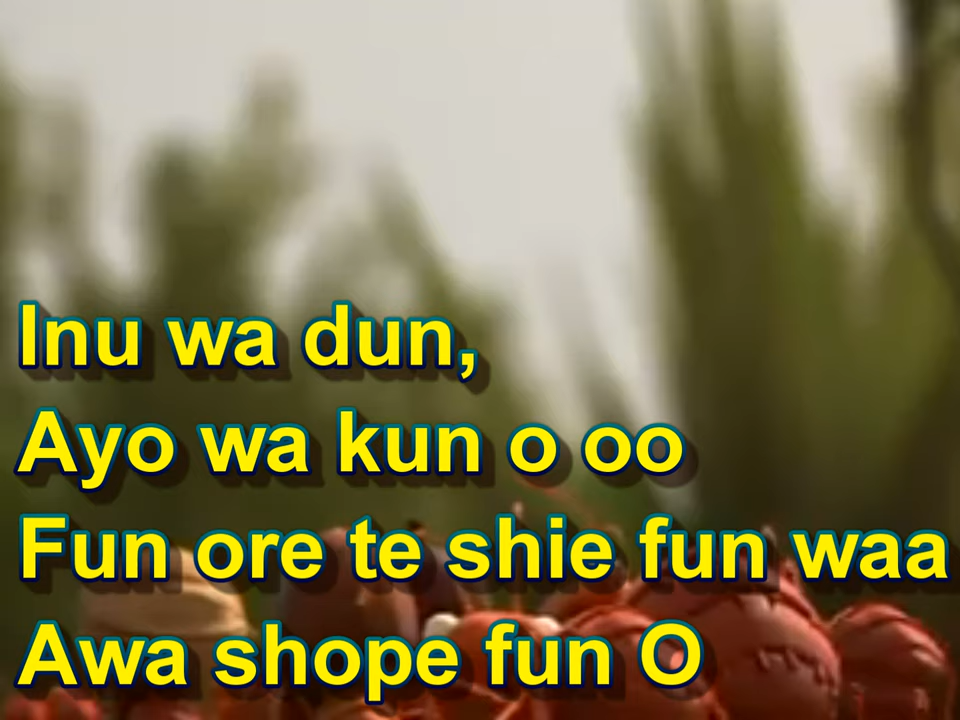 Inu wa dun,
Ayo wa kun o oo
Fun ore te shie fun waa
Awa shope fun O